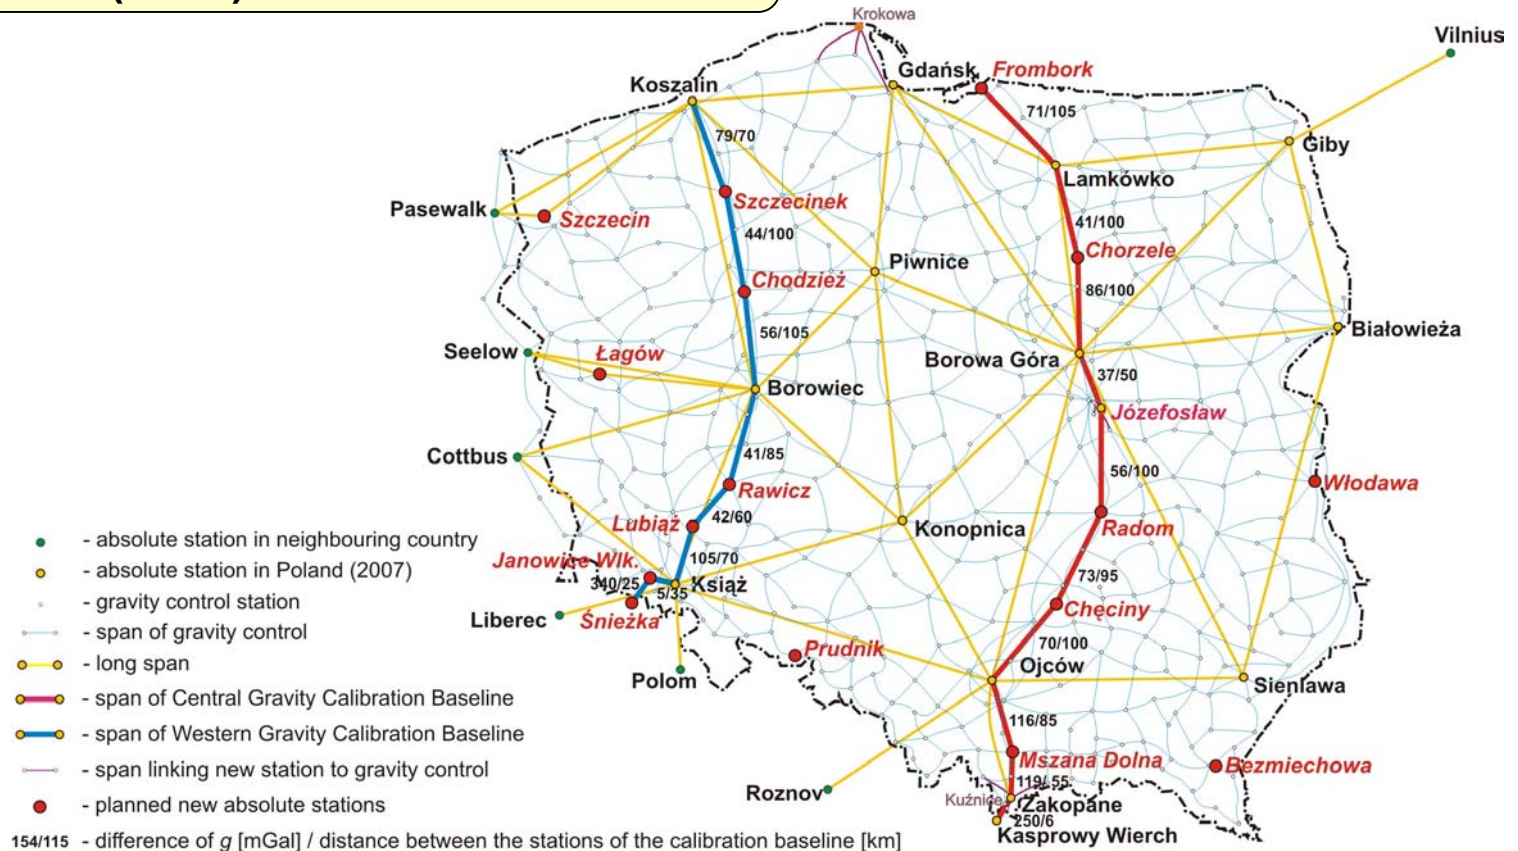 Krokowa
Vilnius
Gdańsk
Frombork
Koszalin
71/105
79/70
Giby
Lamkówko
Pasewalk
Szczecin
Szczecinek
41/100
44/100
Chorzele
Piwnice
Chodzież
86/100
56/105
Białowieża
Seelow
Łagów
Borowa Góra
37/50
Borowiec
Józefosław
41/85
Cottbus
56/100
Rawicz
Włodawa
42/60
Lubiąż
Konopnica
Radom
- absolute station in neighbouring country
Janowice Wlk.
105/70
- absolute station in Poland (2007)
340/25
5/35
Książ
73/95
- gravity control station
Liberec
Śnieżka
Chęciny
- span of gravity control
70/100
Prudnik
- long span
Ojców
Polom
Sieniawa
- span of Central Gravity Calibration Baseline
116/85
- span of Western Gravity Calibration Baseline
Mszana Dolna
Bezmiechowa
- span linking new station to gravity control
119/ 55
Roznov
Kuźnice
Zakopane
- planned new absolute stations
250/6
Kasprowy Wierch
154/115 - difference of g [mGal] / distance between the stations of the calibration baseline [km]